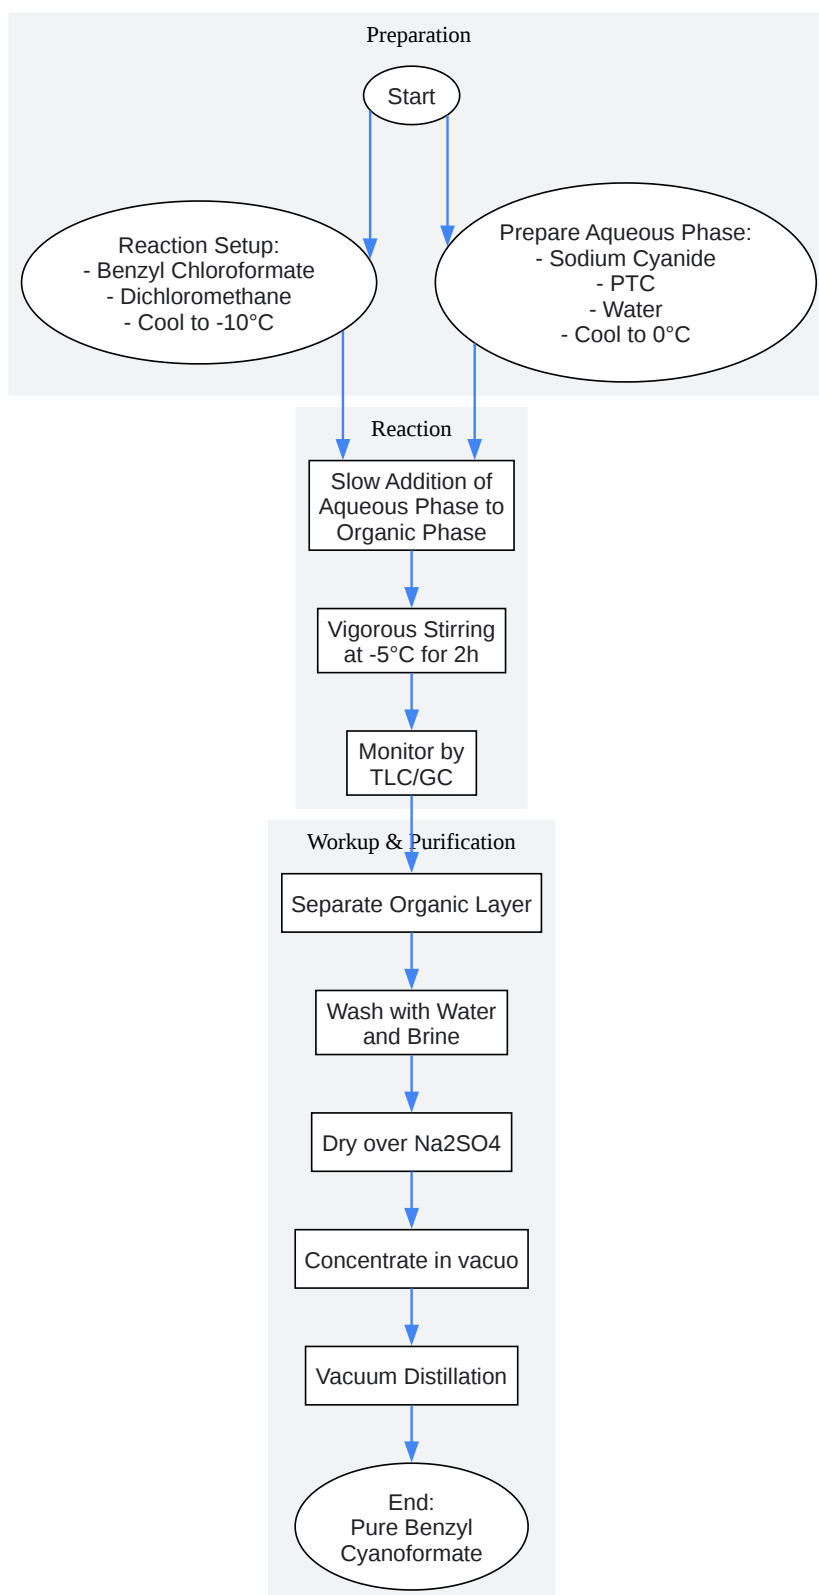 Preparation
Start
Reaction Setup:
- Benzyl Chloroformate
- Dichloromethane
- Cool to -10°C
Prepare Aqueous Phase:
- Sodium Cyanide
- PTC
- Water
- Cool to 0°C
Reaction
Slow Addition of
Aqueous Phase to
Organic Phase
Vigorous Stirring
at -5°C for 2h
Monitor by
TLC/GC
Workup & Purification
Separate Organic Layer
Wash with Water
and Brine
Dry over Na2SO4
Concentrate in vacuo
Vacuum Distillation
End:
Pure Benzyl
Cyanoformate